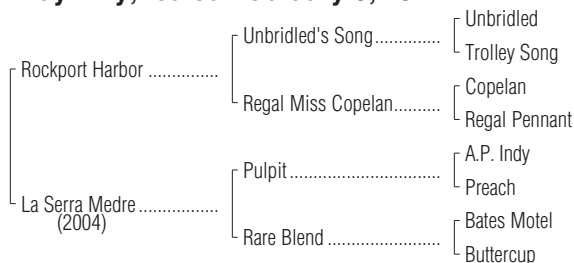 Unbridled
Unbridled's Song
Trolley Song
Rockport Harbor
Copelan
Regal Miss Copelan
Regal Pennant
A.P. Indy
Pulpit
Preach
La Serra Medre
(2004)
Bates Motel
Rare Blend
Buttercup